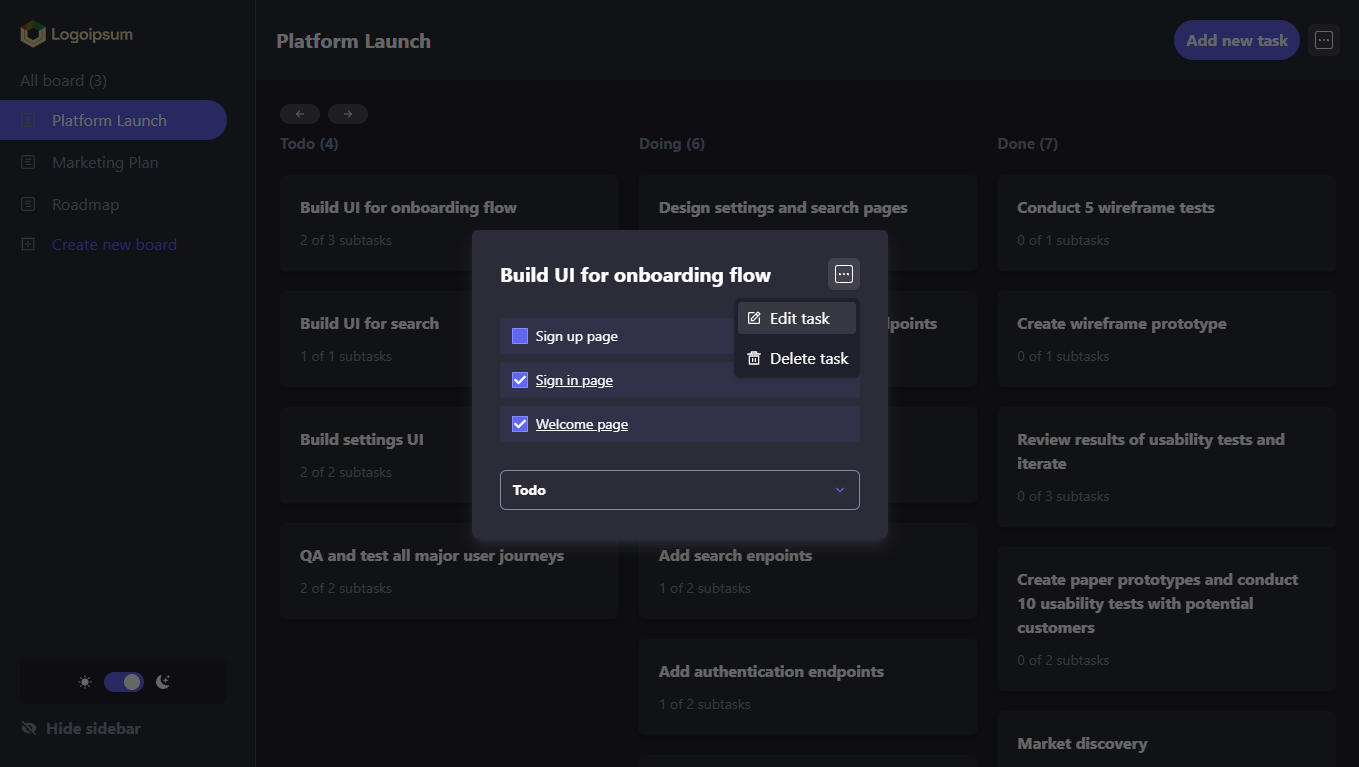 Logoipsum
All board (3)
Platform Launch
Marketing Plan
Roadmap
Create new board
Hide sidebar
Platform Launch
Add new task
Todo (4)
Build UI for onboarding flow
2 of 3 subtasks
Build UI for search
1 of 1 subtasks
Build settings UI
2 of 2 subtasks
QA and test all major user journeys
2 of 2 subtasks
Doing (6)
Design settings and search pages
Add search enpoints
1 of 2 subtasks
Add authentication endpoints
1 of 2 subtasks
Done (7)
Conduct 5 wireframe tests
0 of 1 subtasks
Create wireframe prototype
0 of 1 subtasks
Review results of usability tests and
iterate
0 of 3 subtasks
Create paper prototypes and conduct
10 usability tests with potential
customers
0 of 2 subtasks
Market discovery
Build UI for onboarding flow
Edit task
Delete task
Sign up page
Sign in page
Welcome page
Todo